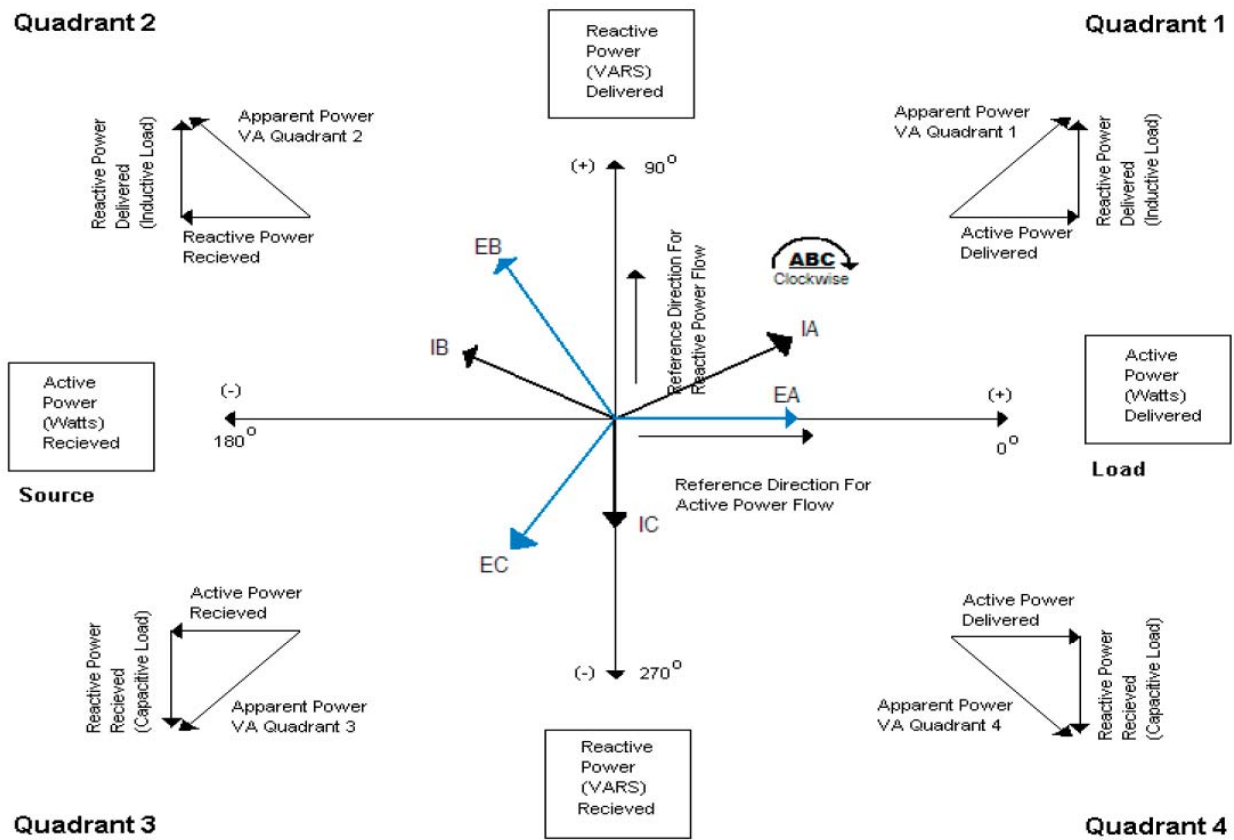 Quadrant 2
Reactive
Power
(VARS)
Delivered
Quadrant 1
Reactive Power
Delivered
(Inductive Load)
Apparent Power
VA Quadrant 2
Reactive Power
Recieved
(+)
90°
Apparent Power
VA Quadrant 1
Active Power
Delivered
Reactive Power
Delivered
(Inductive Load)
EB
IB
Reference Direction For
Reactive Power Flow
ABC
Clockwise
IA
EA
Active
Power
(Watts)
Recieved
Source
(-)
180°
(+)
0°
Active
Power
(Watts)
Delivered
Load
Reference Direction For
Active Power Flow
IC
EC
Reactive Power
Recieved
(Capacitive Load)
Active Power
Recieved
Apparent Power
VA Quadrant 3
(-)
270°
Active Power
Delivered
Apparent Power
VA Quadrant 4
Reactive Power
Recieved
(Capacitive Load)
Reactive
Power
(VARS)
Recieved
Quadrant 3
Quadrant 4